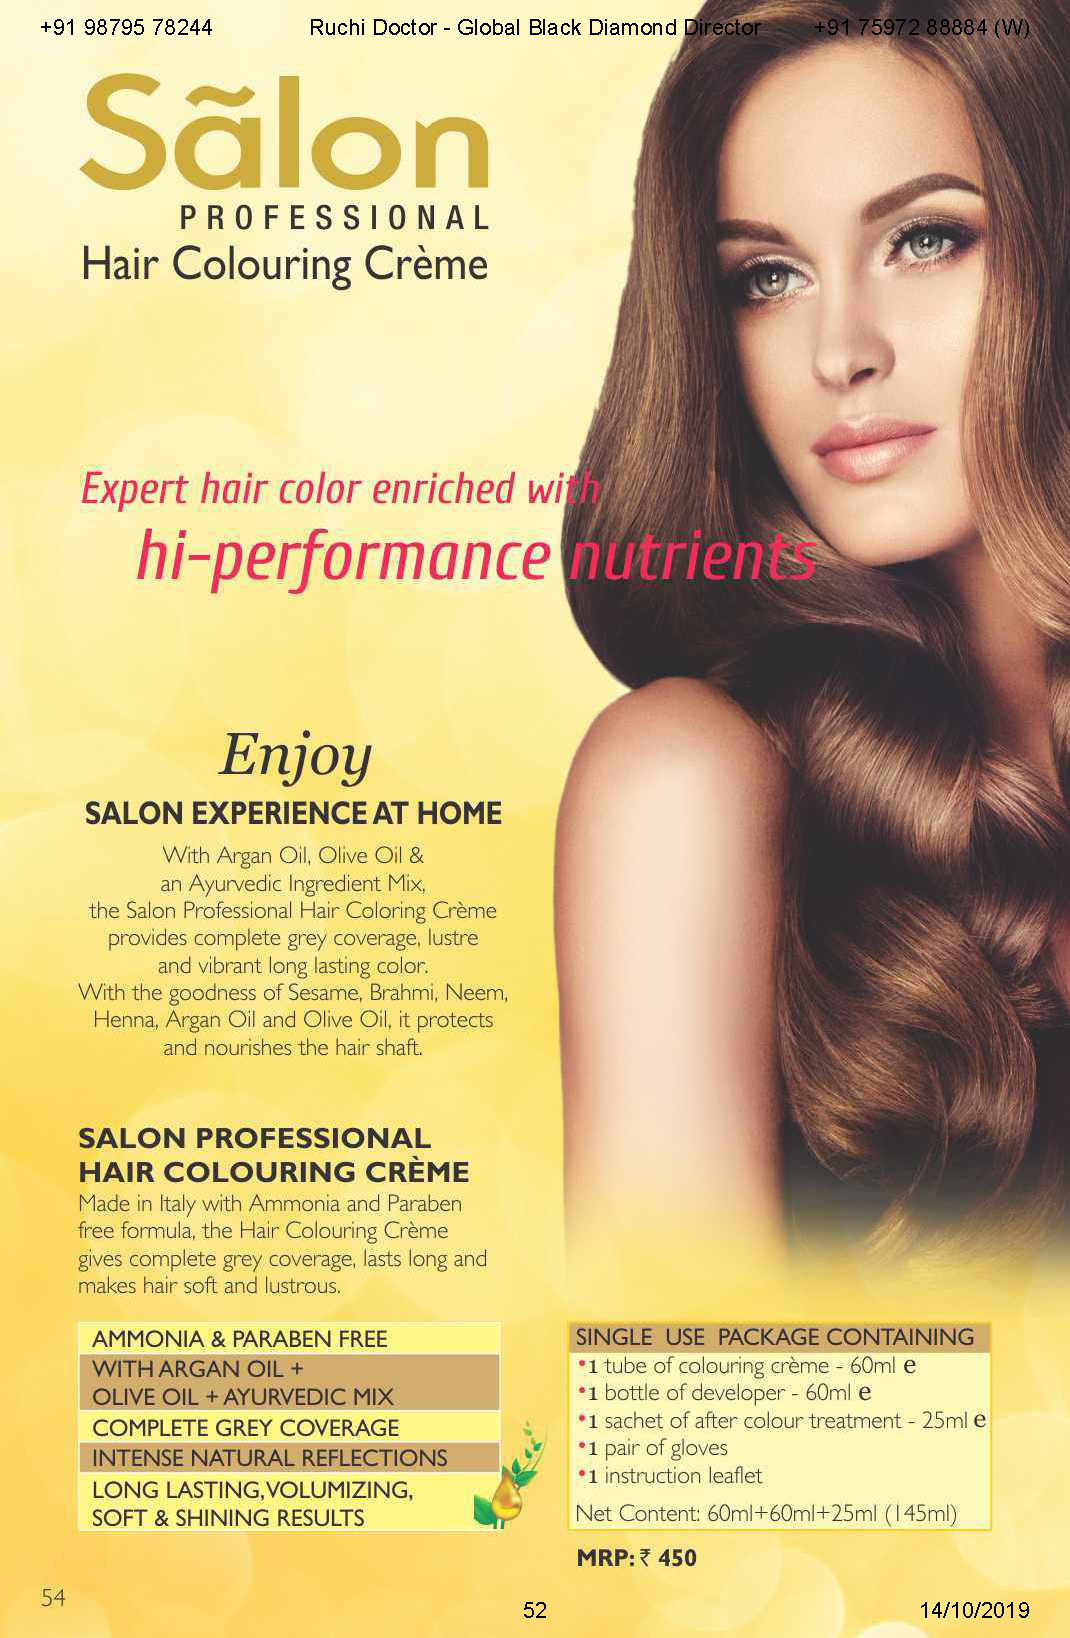 +91 98795 78244 Ruchi Doctor - Global Black Diamond Director +91 75972 88884 (W)
Sãlon
PROFESSIONAL
Hair Colouring Crème
Expert hair color enriched with
hi-performance nutrients
Enjoy
SALON EXPERIENCE AT HOME
With Argan Oil, Olive Oil &
an Ayurvedic Ingredient Mix,
the Salon Professional Hair Coloring Crème
provides complete grey coverage, lustre
and vibrant long lasting color.
With the goodness of Sesame, Brahmi, Neem,
Henna, Argan Oil and Olive Oil, it protects
and nourishes the hair shaft.
SALON PROFESSIONAL
HAIR COLOURING CRÈME
Made in Italy with Ammonia and Paraben
free formula, the Hair Colouring Crème
gives complete grey coverage, lasts long and
makes hair soft and lustrous.
AMMONIA & PARABEN FREE
WITH ARGAN OIL +
OLIVE OIL + AYURVEDIC MIX
COMPLETE GREY COVERAGE
INTENSE NATURAL REFLECTIONS
LONG LASTING, VOLUMIZING,
SOFT & SHINING RESULTS
SINGLE USE PACKAGE CONTAINING
•1 tube of colouring crème - 60ml e
•1 bottle of developer - 60ml e
•1 sachet of after colour treatment - 25ml e
•1 pair of gloves
•1 instruction leaflet
Net Content: 60ml+60ml+25ml (145ml)
MRP: ₹ 450
54
52
14/10/2019